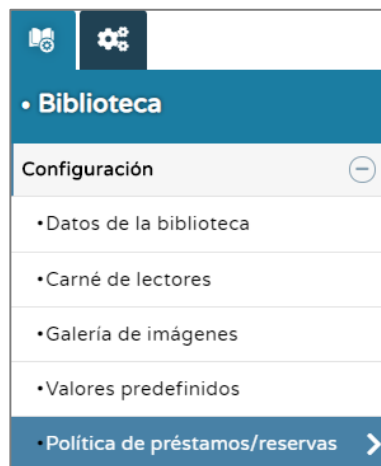 • Biblioteca
Configuración
•Datos de la biblioteca
•Carné de lectores
•Galería de imágenes
•Valores predefinidos
•Política de préstamos/reservas